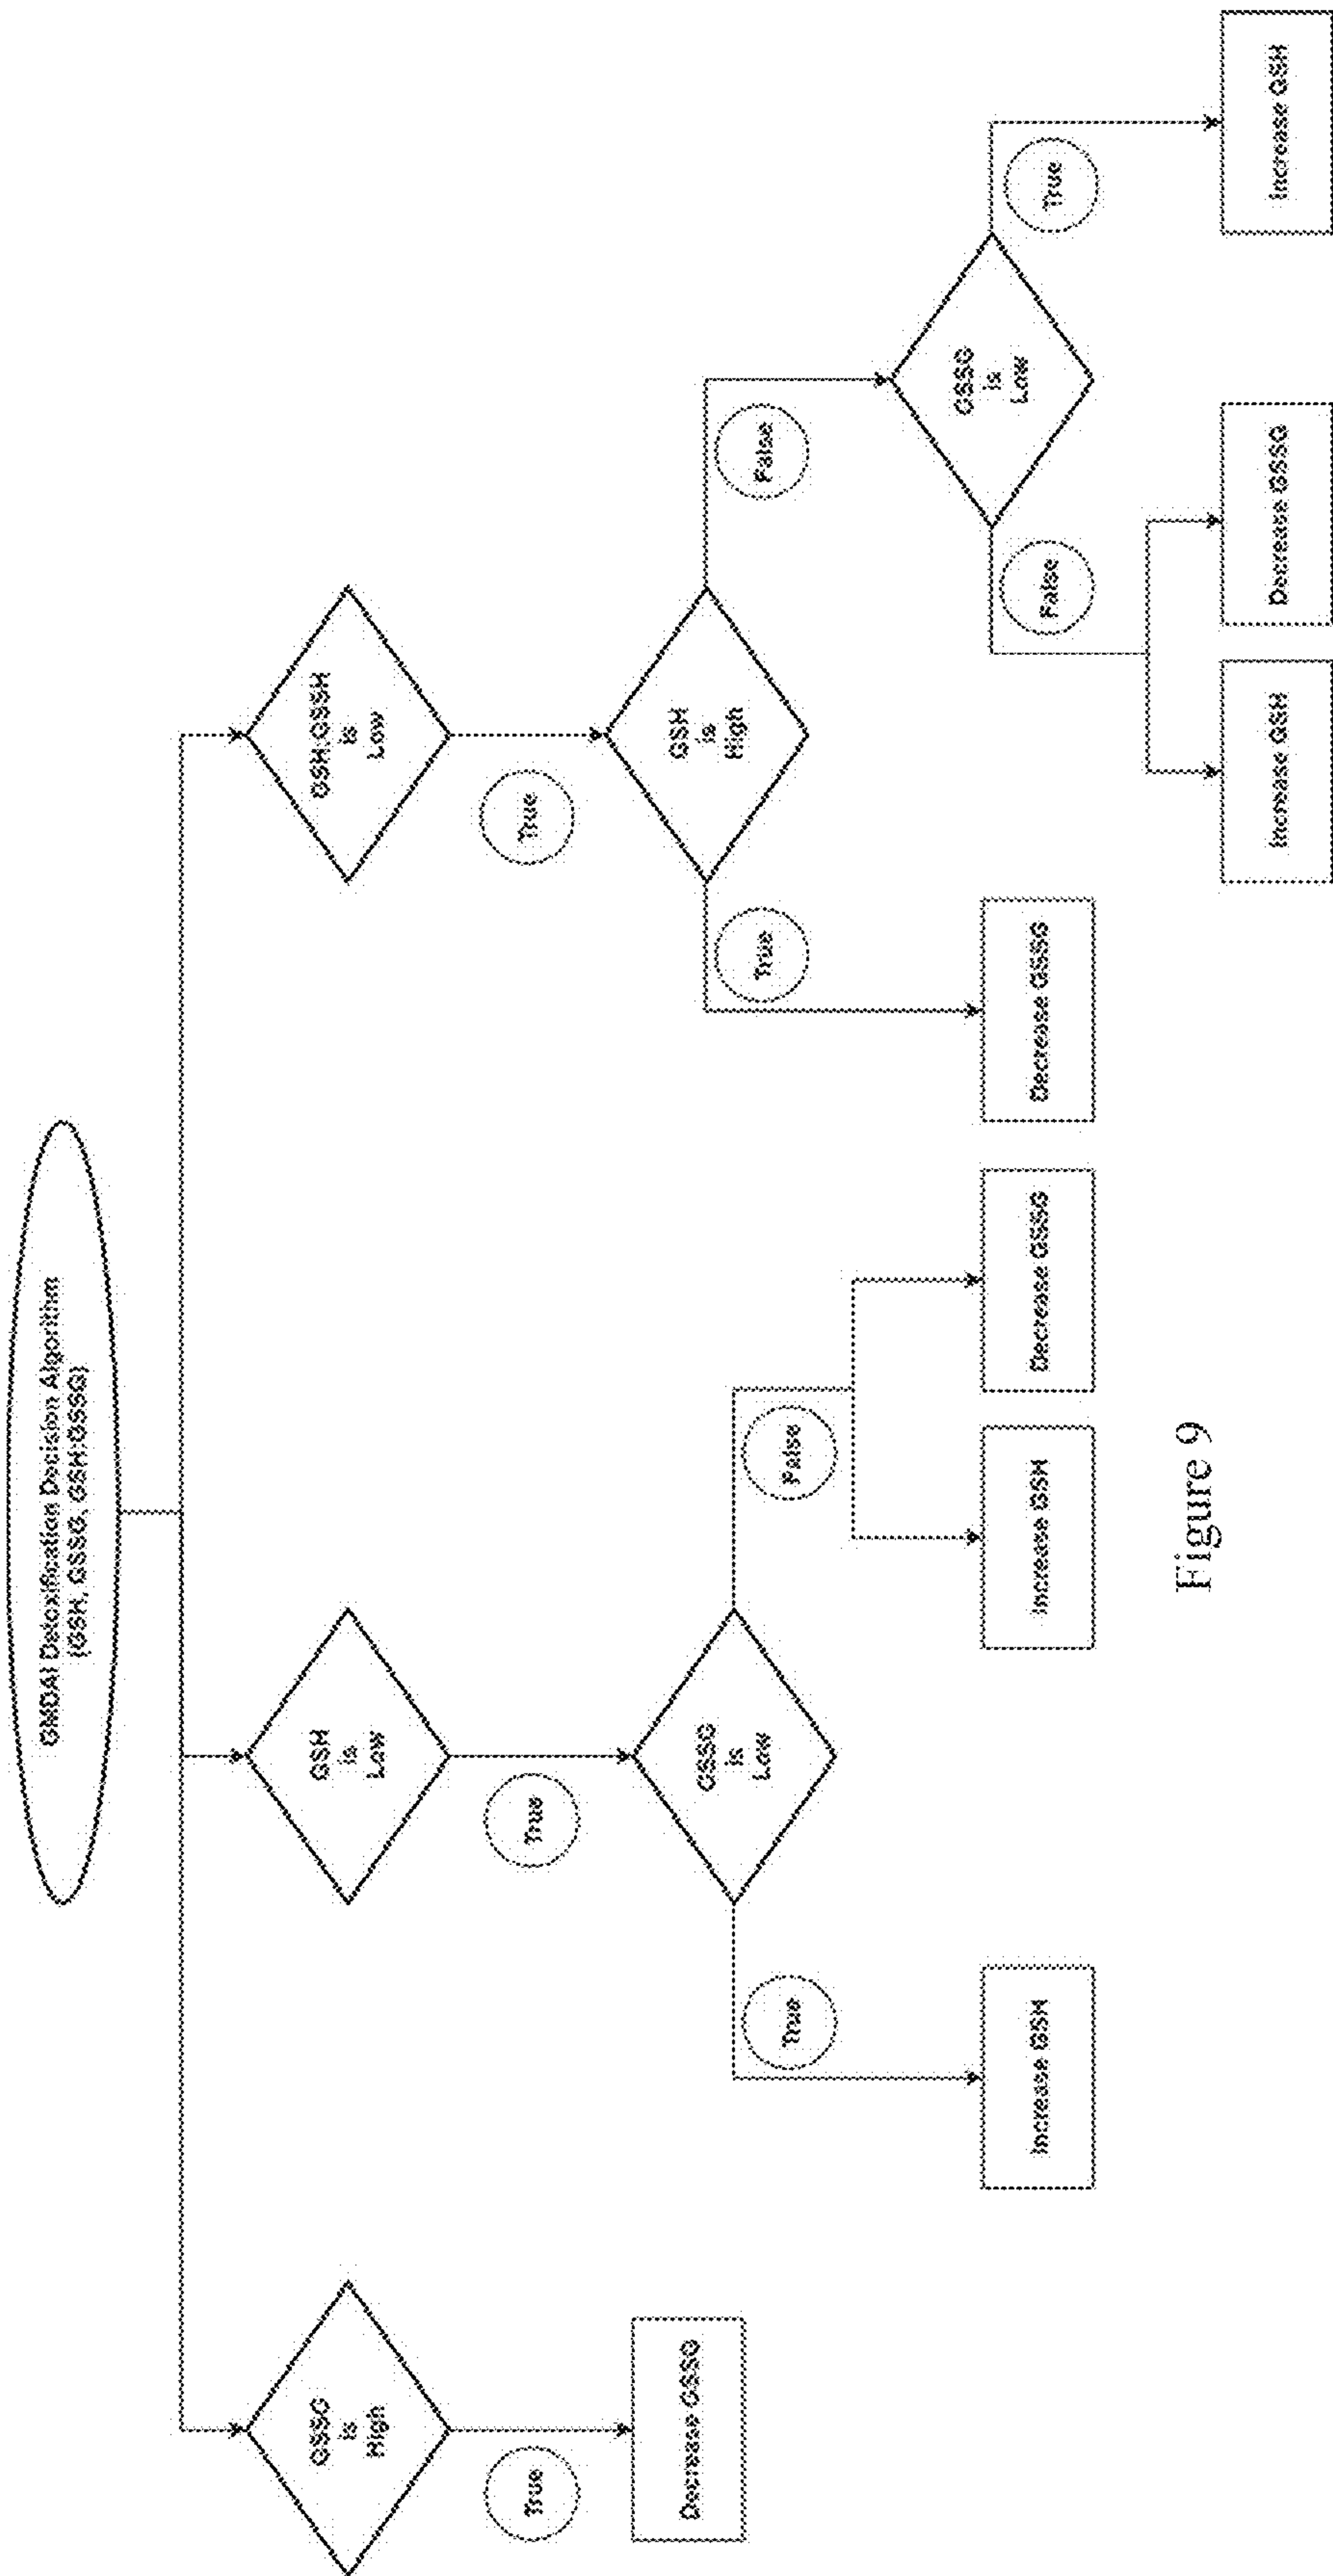 GMDAI Detoxification Decision Algorithm
(GSH, GSSG, GSH:GSSG)
GSSG
is
High
True
Decrease GSSG
GSH
is
Low
True
GSSG
is
Low
True
Increase GSH
False
Increase GSH
Decrease GSSG
GSH:GSSH
is
Low
True
GSH
is
High
True
Decrease GSSG
False
GSSG
is
Low
False
Increase GSH
Decrease GSSG
True
Increase GSH
Figure 9